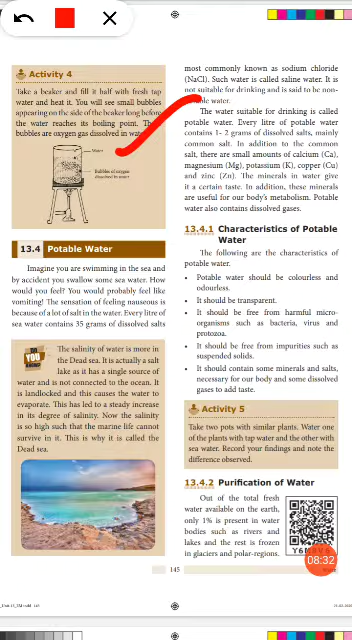 Activity 4
Take a beaker and fill it half with fresh tap
water and heat it. You will see small bubbles
appearing on the side of the beaker long before
the water reaches its boiling point. The
bubbles are oxygen gas dissolved in
Water
Bubbles of oxygen
dissolved in water
13.4 Potable Water
Imagine you are swimming in the sea and
by accident you swallow some sea water. How
would you feel? You would probably feel like
vomiting! The sensation of feeling nauseous is
because of a lot of salt in the water. Every litre of
sea water contains 35 grams of dissolved salts
YOU
The salinity of water is more in
the Dead sea. It is actually a salt
lake as it has a single source of
water and is not connected to the ocean. It
is landlocked and this causes the water to
evaporate. This has led to a steady increase
in its degree of salinity. Now the salinity
is so high such that the marine life cannot
survive in it. This is why it is called the
Dead sea.
most commonly known as sodium chloride
(NaCl). Such water is called saline water. It is
not suitable for drinking and is said to be non-
water.
The water suitable for drinking is called
potable water. Every litre of potable water
contains 1- 2 grams of dissolved salts, mainly
common salt. In addition to the common
salt, there are small amounts of calcium (Ca),
magnesium (Mg), potassium (K), copper (Cu)
and zinc (Zn). The minerals in water give
it a certain taste. In addition, these minerals
are useful for our body's metabolism. Potable
water also contains dissolved gases.
13.4.1 Characteristics of Potable
Water
The following are the characteristics of
potable water.
• Potable water should be colourless and
odourless.
• It should be transparent.
• It should be free from harmful micro-
organisms such as bacteria, virus and
protozoa.
• It should be free from impurities such as
suspended solids.
• It should contain some minerals and salts,
necessary for our body and some dissolved
gases to add taste.
Activity 5
Take two pots with similar plants. Water one
of the plants with tap water and the other with
sea water. Record your findings and note the
difference observed.
13.4.2 Purification of Water
Out of the total fresh
water available on the earth,
only 1% is present in water
bodies such as rivers and
lakes and the rest is frozen
in glaciers and polar-regions.
08:32
145